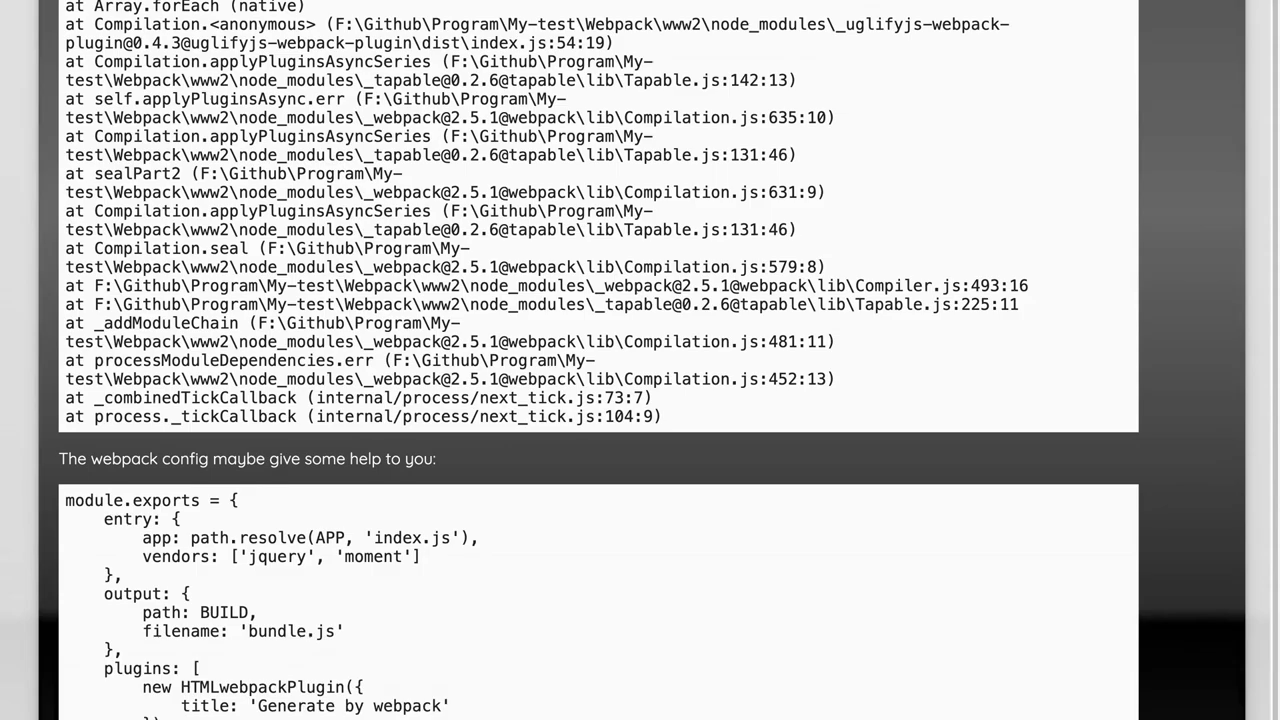 at Array.forEach (native)
at Compilation.<anonymous> (F:\Github\Program\My-test\Webpack\www2\node_modules\_uglifyjs-webpack-
plugin@0.4.3@uglifyjs-webpack-plugin\dist\index.js:54:19)
at Compilation.applyPluginsAsyncSeries (F:\Github\Program\My-
test\Webpack\www2\node_modules\_tapable@0.2.6@tapable\lib\Tapable.js:142:13)
at self.applyPluginsAsync.err (F:\Github\Program\My-
test\Webpack\www2\node_modules\_webpack@2.5.1@webpack\lib\Compilation.js:635:10)
at Compilation.applyPluginsAsyncSeries (F:\Github\Program\My-
test\Webpack\www2\node_modules\_tapable@0.2.6@tapable\lib\Tapable.js:131:46)
at sealPart2 (F:\Github\Program\My-
test\Webpack\www2\node_modules\_webpack@2.5.1@webpack\lib\Compilation.js:631:9)
at Compilation.applyPluginsAsyncSeries (F:\Github\Program\My-
test\Webpack\www2\node_modules\_tapable@0.2.6@tapable\lib\Tapable.js:131:46)
at Compilation.seal (F:\Github\Program\My-
test\Webpack\www2\node_modules\_webpack@2.5.1@webpack\lib\Compilation.js:579:8)
at F:\Github\Program\My-test\Webpack\www2\node_modules\_webpack@2.5.1@webpack\lib\Compiler.js:493:16
at F:\Github\Program\My-test\Webpack\www2\node_modules\_tapable@0.2.6@tapable\lib\Tapable.js:225:11
at _addModuleChain (F:\Github\Program\My-
test\Webpack\www2\node_modules\_webpack@2.5.1@webpack\lib\Compilation.js:481:11)
at processModuleDependencies.err (F:\Github\Program\My-
test\Webpack\www2\node_modules\_webpack@2.5.1@webpack\lib\Compilation.js:452:13)
at _combinedTickCallback (internal/process/next_tick.js:73:7)
at process._tickCallback (internal/process/next_tick.js:104:9)
The webpack config maybe give some help to you:
module.exports = {
entry: {
app: path.resolve(APP, 'index.js'),
vendors: ['jquery', 'moment']
},
output: {
path: BUILD,
filename: 'bundle.js'
},
plugins: [
new HTMLwebpackPlugin({
title: 'Generate by webpack'